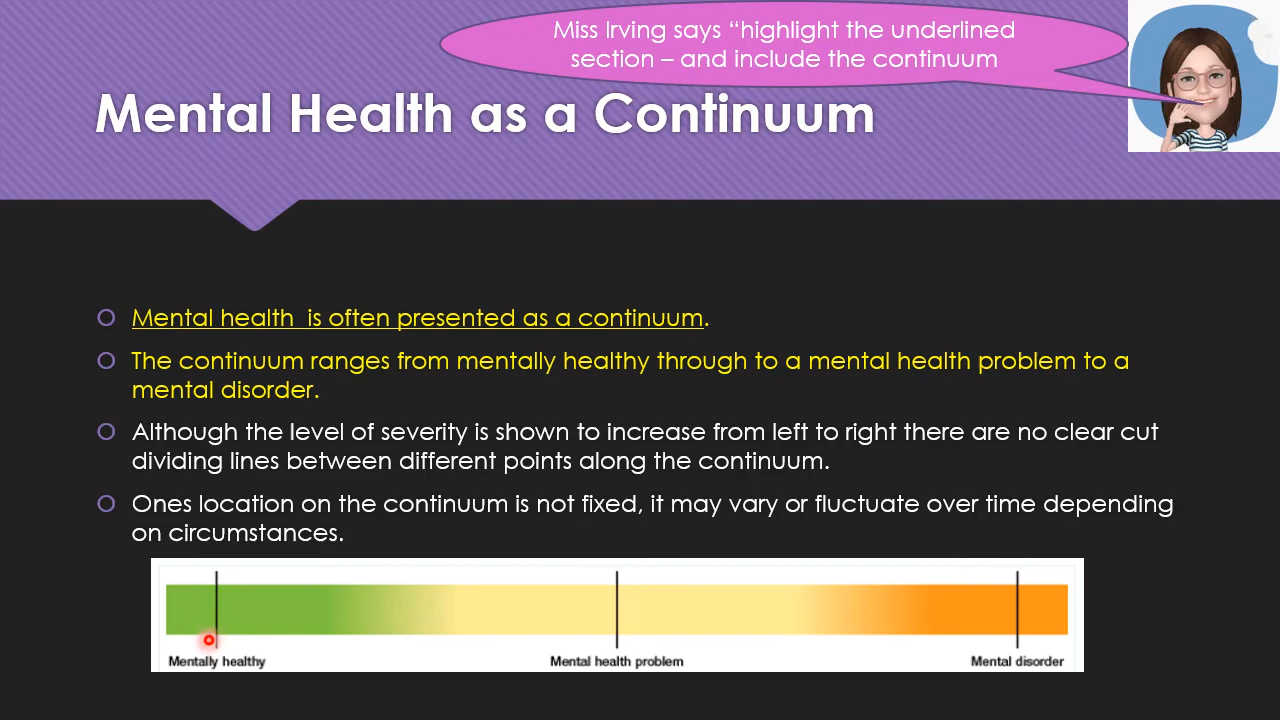 Miss Irving says “highlight the underlined
section – and include the continuum
Mental Health as a Continuum
Mental health  is often presented as a continuum.
The continuum ranges from mentally healthy through to a mental health problem to a
mental disorder.
Although the level of severity is shown to increase from left to right there are no clear cut
dividing lines between different points along the continuum.
Ones location on the continuum is not fixed, it may vary or fluctuate over time depending
on circumstances.
Mentally healthy
Mental health problem
Mental disorder